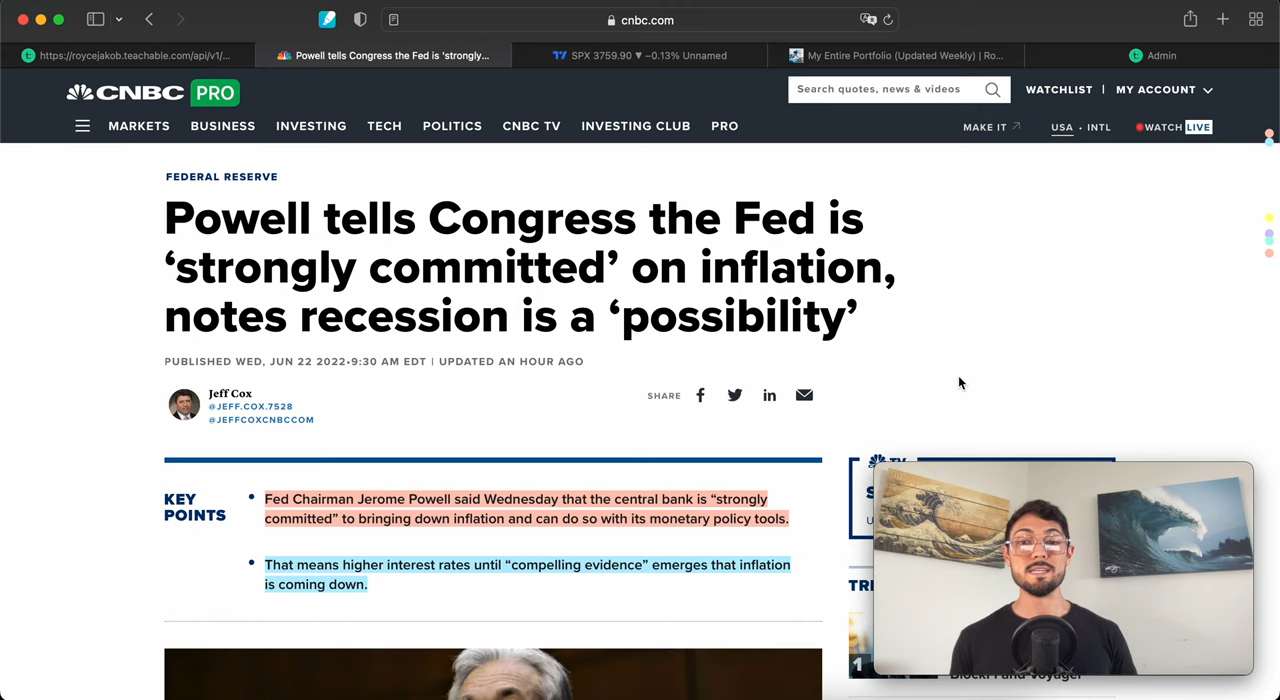 cnbc.com
https://roycejakob.teachable.com/api/v1/...
Powell tells Congress the Fed is 'strongly...
SPX 3759.90 ▼ −0.13% Unnamed
My Entire Portfolio (Updated Weekly) | Ro...
Admin
CNBC PRO
Search quotes, news & videos
WATCHLIST | MY ACCOUNT
MARKETS BUSINESS INVESTING TECH POLITICS CNBC TV INVESTING CLUB PRO
MAKE IT USA • INTL WATCH LIVE
FEDERAL RESERVE
Powell tells Congress the Fed is
‘strongly committed’ on inflation,
notes recession is a ‘possibility’
PUBLISHED WED, JUN 22 2022•9:30 AM EDT | UPDATED AN HOUR AGO
Jeff Cox
@JEFF.COX.7528
@JEFFCOXCNBCCOM
SHARE
KEY
POINTS
Fed Chairman Jerome Powell said Wednesday that the central bank is “strongly
committed” to bringing down inflation and can do so with its monetary policy tools.
That means higher interest rates until “compelling evidence” emerges that inflation
is coming down.
TV
1